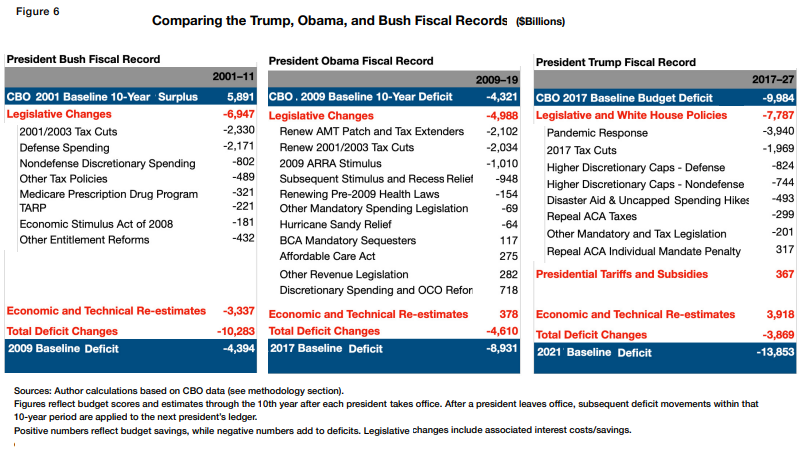 Figure 6
Comparing the Trump, Obama, and Bush Fiscal Records ($Billions)
President Bush Fiscal Record
2001–11
CBO 2001 Baseline 10-Year Surplus 5,891
Legislative Changes -6,947
2001/2003 Tax Cuts -2,330
Defense Spending -2,171
Nondefense Discretionary Spending -802
Other Tax Policies -489
Medicare Prescription Drug Program -321
TARP -221
Economic Stimulus Act of 2008 -181
Other Entitlement Reforms -432
Economic and Technical Re-estimates -3,337
Total Deficit Changes -10,283
2009 Baseline Deficit -4,394
President Obama Fiscal Record
2009–19
CBO . 2009 Baseline 10-Year Deficit -4,321
Legislative Changes -4,988
Renew AMT Patch and Tax Extenders -2,102
Renew 2001/2003 Tax Cuts -2,034
2009 ARRA Stimulus -1,010
Subsequent Stimulus and Recess Relief -948
Renewing Pre-2009 Health Laws -154
Other Mandatory Spending Legislation -69
Hurricane Sandy Relief -64
BCA Mandatory Sequesters 117
Affordable Care Act 275
Other Revenue Legislation 282
Discretionary Spending and OCO Refor 718
Economic and Technical Re-estimates 378
Total Deficit Changes -4,610
2017 Baseline Deficit -8,931
President Trump Fiscal Record
2017–27
CBO 2017 Baseline Budget Deficit -9,984
Legislative and White House Policies -7,787
Pandemic Response -3,940
2017 Tax Cuts -1,969
Higher Discretionary Caps - Defense -824
Higher Discretionary Caps - Nondefense -744
Disaster Aid & Uncapped Spending Hikes -493
Repeal ACA Taxes -299
Other Mandatory and Tax Legislation -201
Repeal ACA Individual Mandate Penalty 317
Presidential Tariffs and Subsidies 367
Economic and Technical Re-estimates 3,918
Total Deficit Changes -3,869
2021 Baseline Deficit -13,853
Sources: Author calculations based on CBO data (see methodology section).
Figures reflect budget scores and estimates through the 10th year after each president takes office. After a president leaves office, subsequent deficit movements within that
10-year period are applied to the next president's ledger.
Positive numbers reflect budget savings, while negative numbers add to deficits. Legislative changes include associated interest costs/savings.